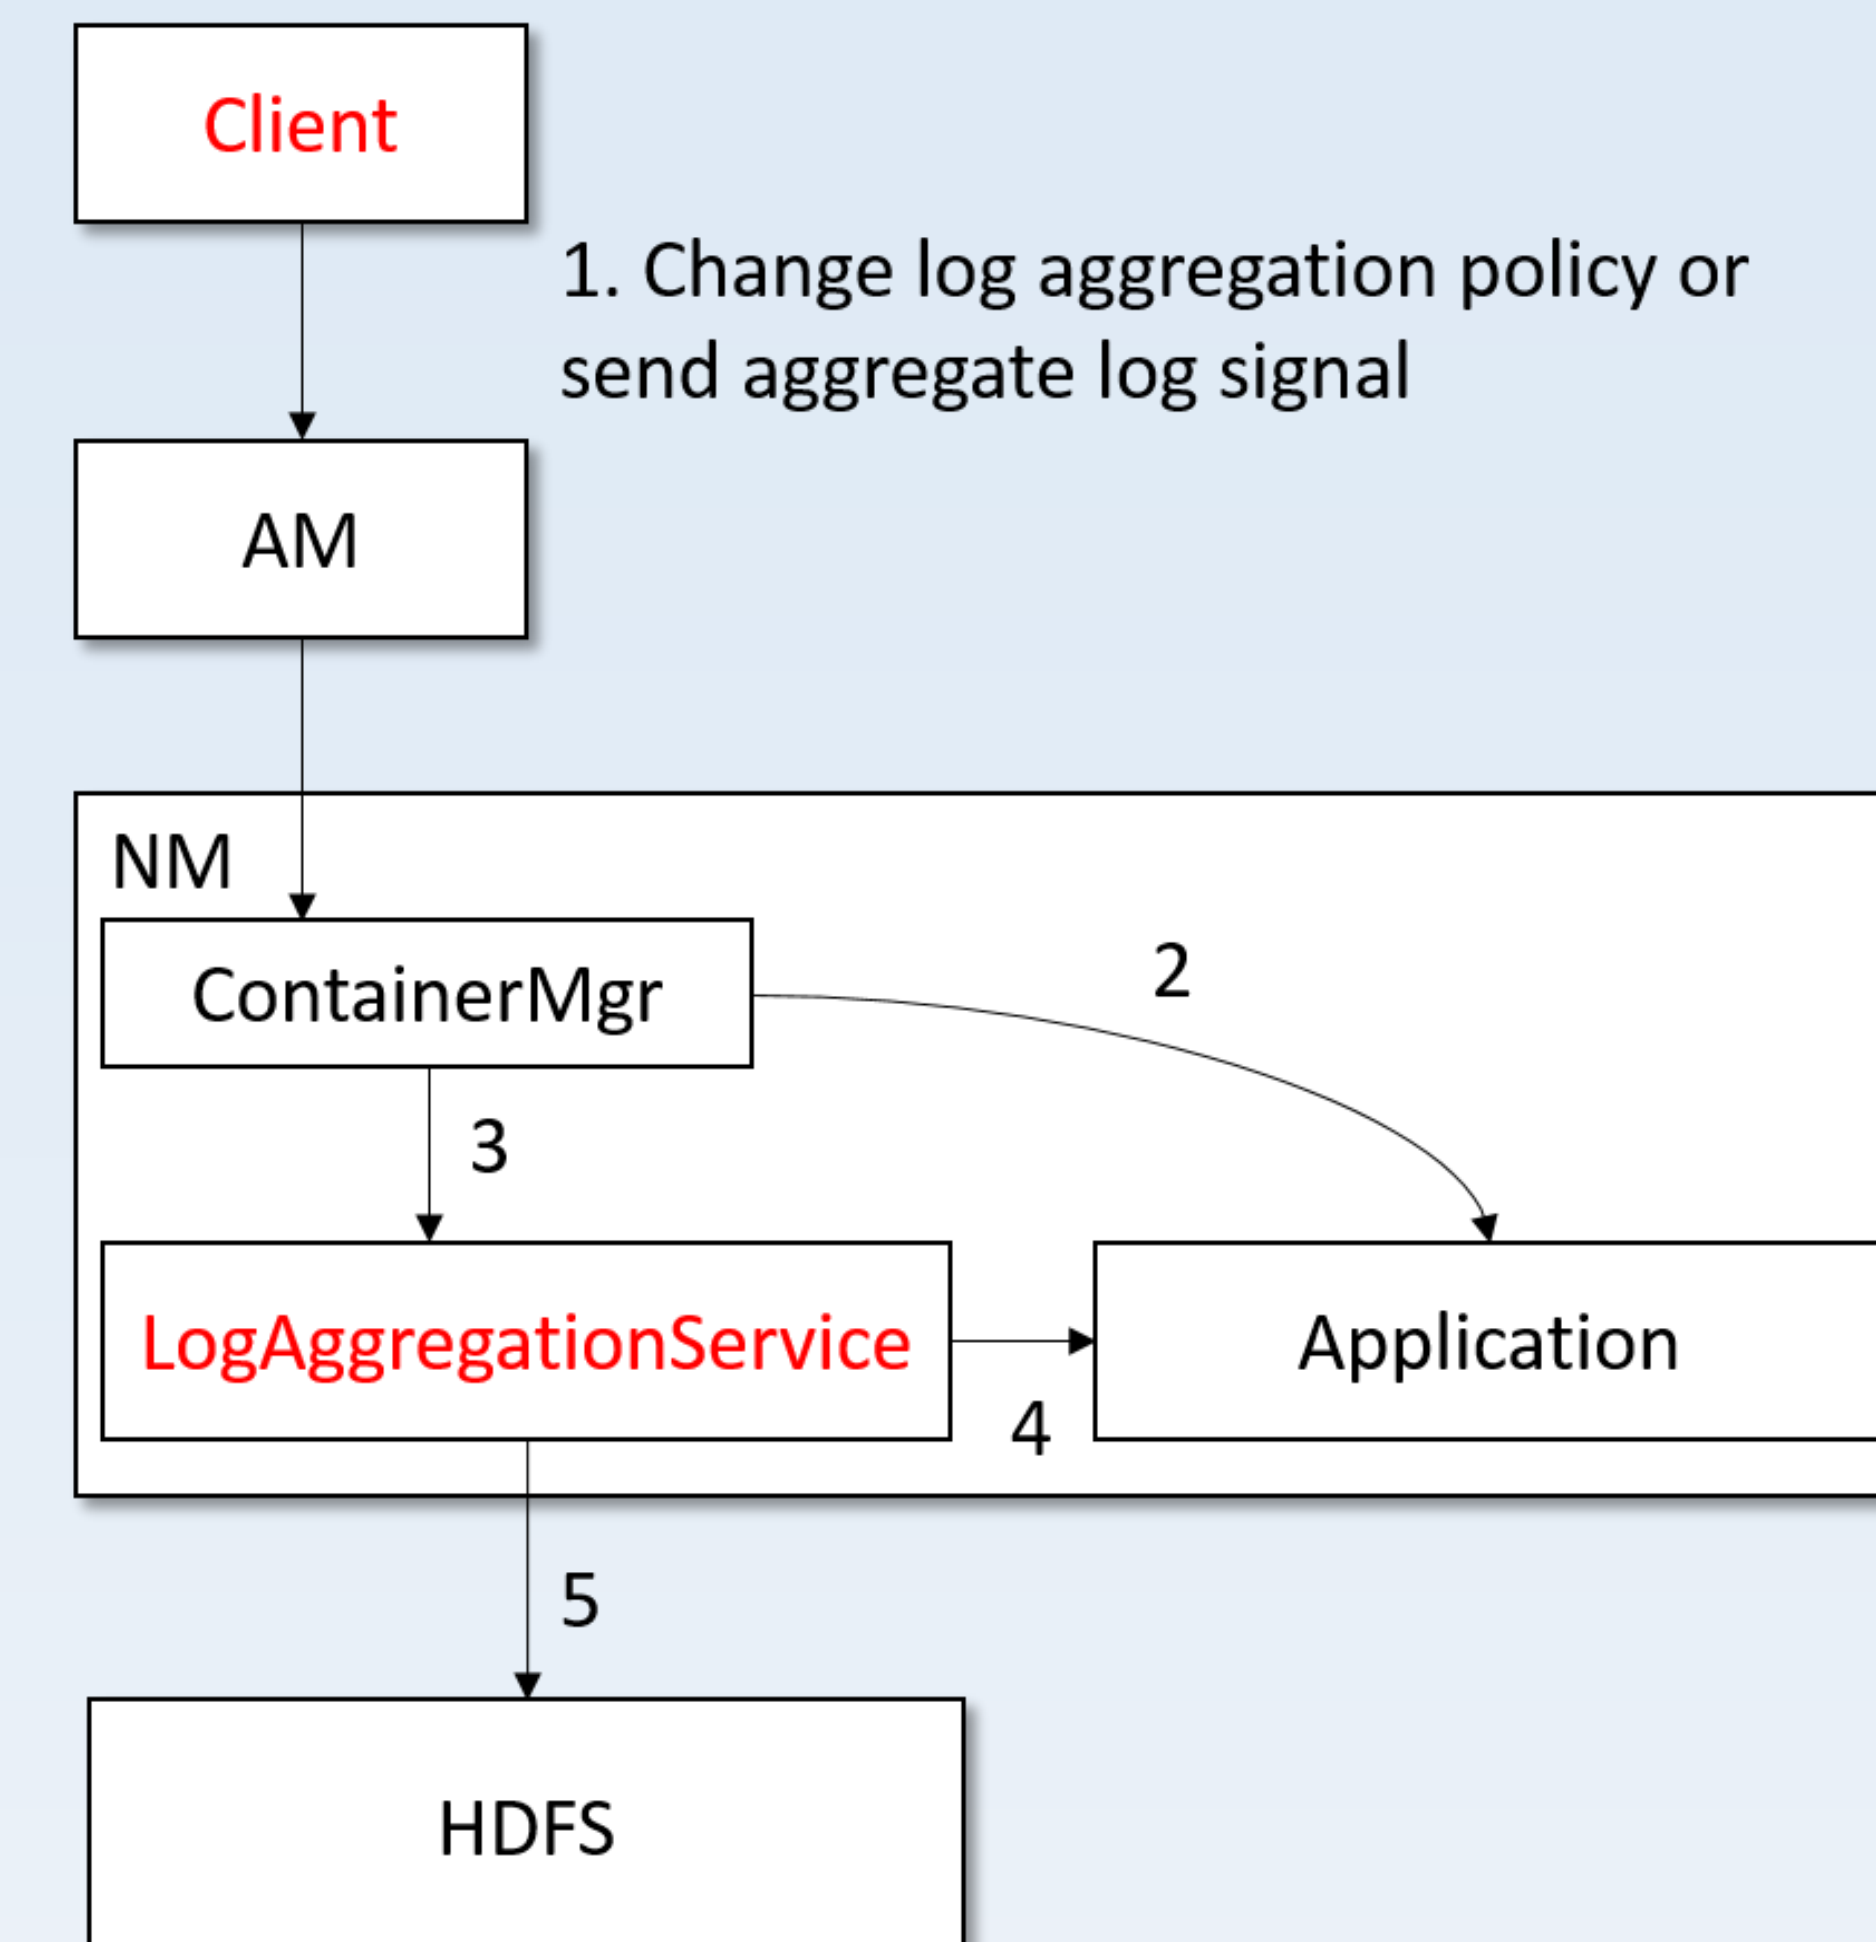 Client
1. Change log aggregation policy or
send aggregate log signal
AM
NM
ContainerMgr
2
3
LogAggregationService
Application
4
5
HDFS